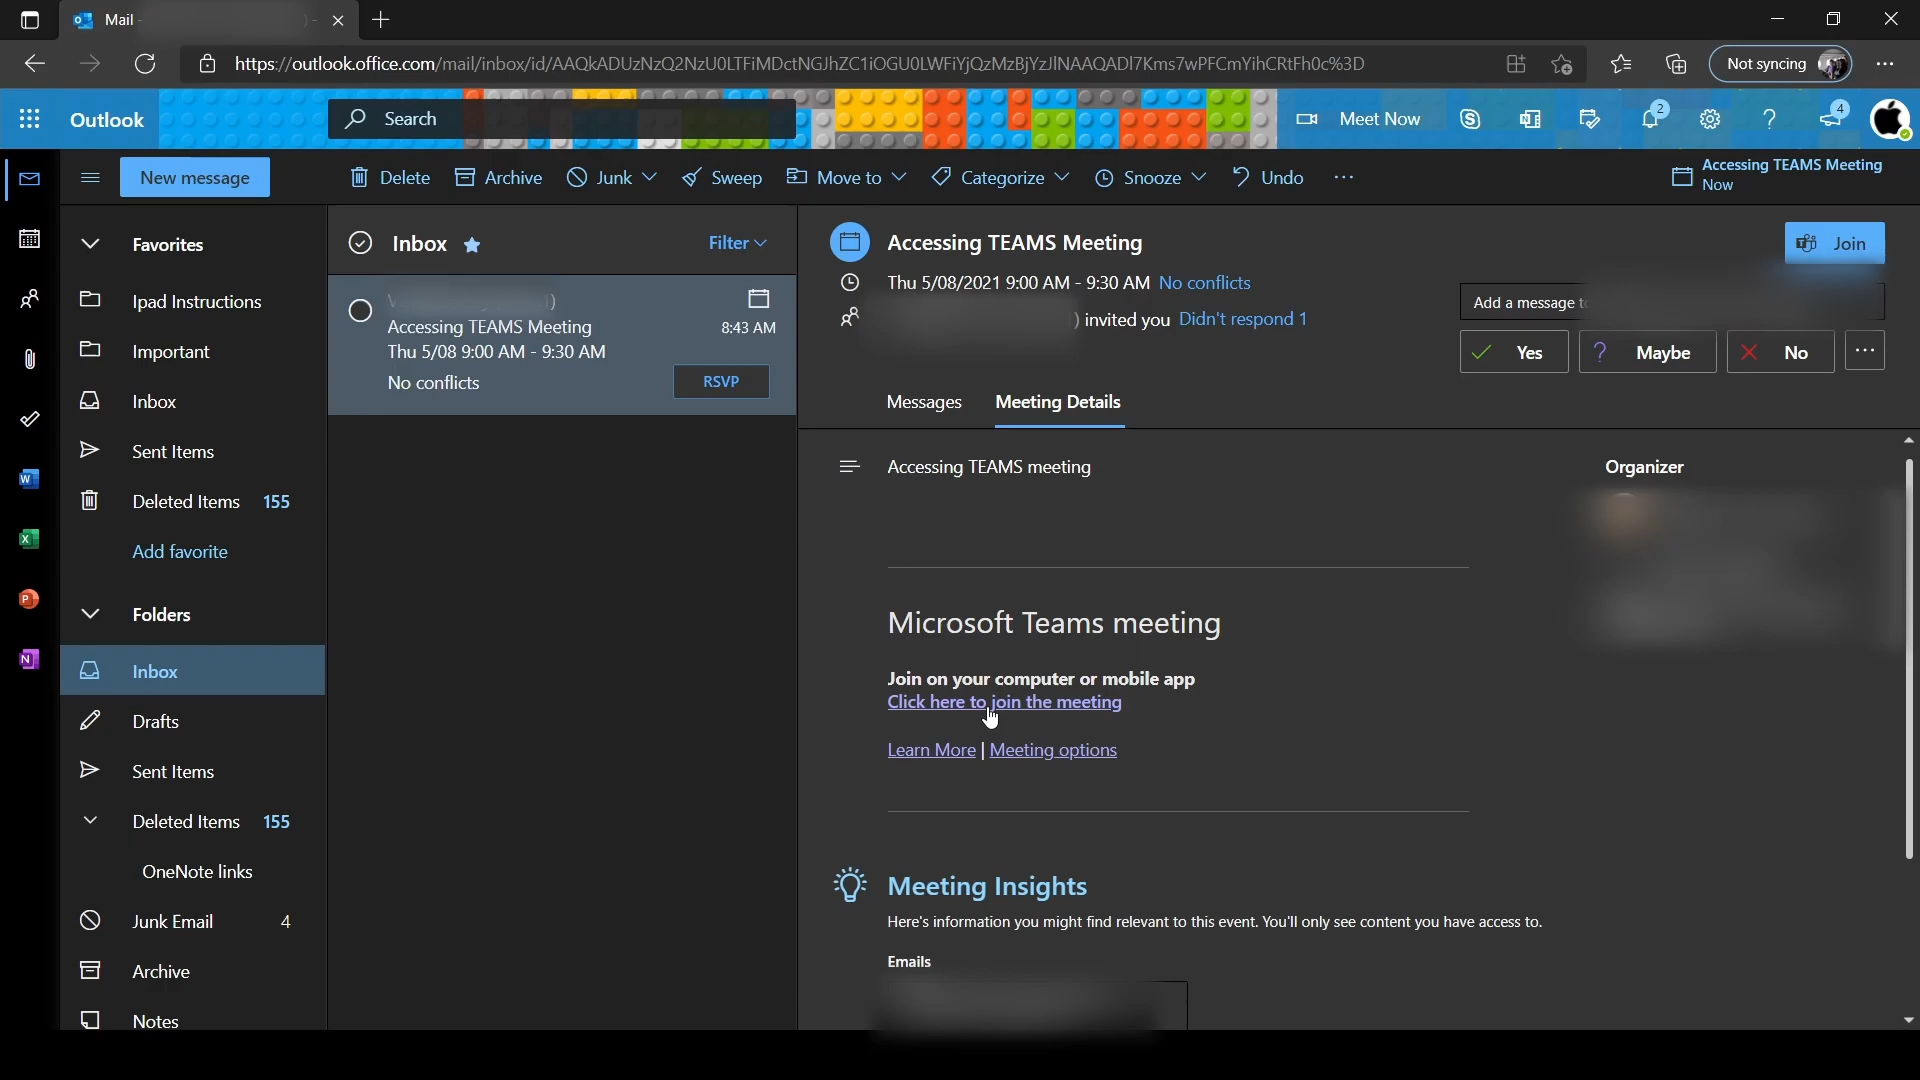 Mail -
https://outlook.office.com/mail/inbox/id/AAQkADUzNzQ2NzU0LTFiMDctNGJhZC1iOGU0LWFiYjQzMzBjYzJlNAAQADl7Kms7wPFCmYihCRtFh0c%3D
Not syncing
Outlook
Search
Meet Now
2
4
New message
Delete
Archive
Junk
Sweep
Move to
Categorize
Snooze
Undo
Accessing TEAMS Meeting
Now
Favorites
Ipad Instructions
Important
Inbox
Sent Items
Deleted Items 155
Add favorite
Folders
Inbox
Drafts
Sent Items
Deleted Items 155
OneNote links
Junk Email 4
Archive
Notes
Inbox
Filter
Accessing TEAMS Meeting 8:43 AM
Thu 5/08 9:00 AM - 9:30 AM
No conflicts
RSVP
Accessing TEAMS Meeting
Join
Thu 5/08/2021 9:00 AM - 9:30 AM No conflicts
) invited you Didn't respond 1
Add a message to
Yes
Maybe
No
Messages
Meeting Details
Accessing TEAMS meeting
Organizer
Microsoft Teams meeting
Join on your computer or mobile app
Click here to join the meeting
Learn More | Meeting options
Meeting Insights
Here's information you might find relevant to this event. You'll only see content you have access to.
Emails